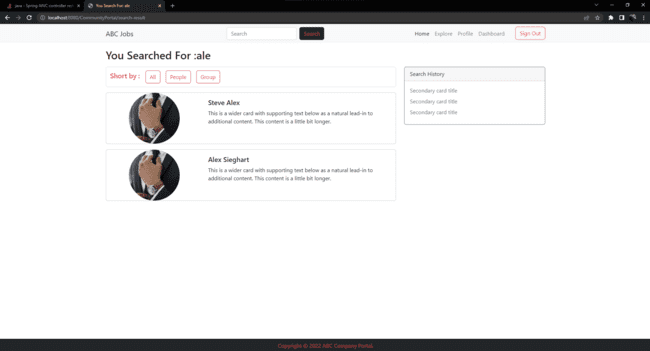 java - Spring MVC controller re
You Search For: ale
localhost:8080/CommunityPortal/search-result
ABC Jobs
Search
Search
Home
Explore
Profile
Dashboard
Sign Out
You Searched For :ale
Short by :
All
People
Group
Search History
Secondary card title
Secondary card title
Secondary card title
Steve Alex
This is a wider card with supporting text below as a natural lead-in to
additional content. This content is a little bit longer.
Alex Sieghart
This is a wider card with supporting text below as a natural lead-in to
additional content. This content is a little bit longer.
Copyright © 2022 ABC Company Portal.